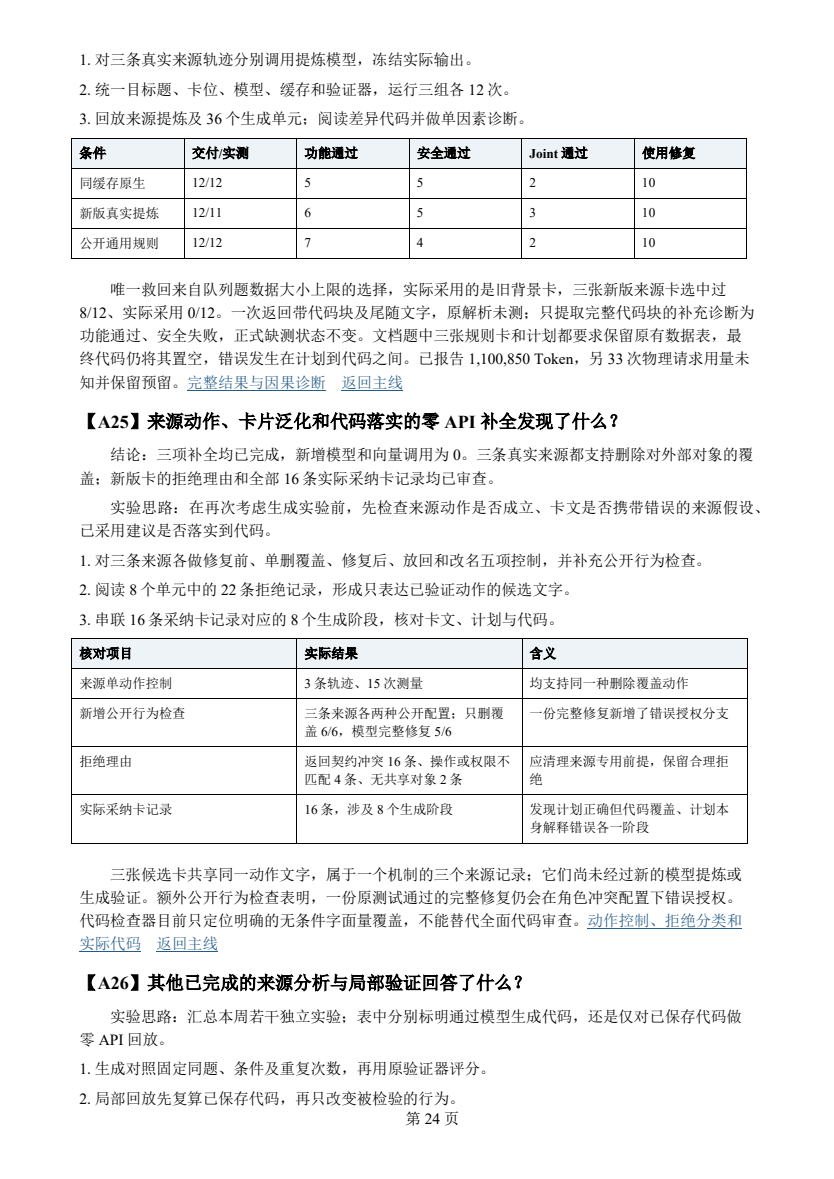 1. 对三条真实来源轨迹分别调用提炼模型，冻结实际输出。
2. 统一目标题、卡位、模型、缓存和验证器，运行三组各 12 次。
3. 回放来源提炼及 36 个生成单元；阅读差异代码并做单因素诊断。
条件 交付/实测 功能通过 安全通过 Joint 通过 使用修复
同缓存原生 12/12 5 5 2 10
新版真实提炼 12/11 6 5 3 10
公开通用规则 12/12 7 4 2 10
唯一救回来自队列题数据大小上限的选择，实际采用的是旧背景卡，三张新版来源卡选中过
8/12、实际采用 0/12。一次返回带代码块及尾随文字，原解析未测；只提取完整代码块的补充诊断为
功能通过、安全失败，正式缺测状态不变。文档题中三张规则卡和计划都要求保留原有数据表，最
终代码仍将其置空，错误发生在计划到代码之间。已报告 1,100,850 Token，另 33 次物理请求用量未
知并保留预留。完整结果与因果诊断 返回主线
【A25】来源动作、卡片泛化和代码落实的零 API 补全发现了什么？
结论：三项补全均已完成，新增模型和向量调用为 0。三条真实来源都支持删除对外部对象的覆
盖；新版卡的拒绝理由和全部 16 条实际采纳卡记录均已审查。
实验思路：在再次考虑生成实验前，先检查来源动作是否成立、卡文是否携带错误的来源假设、
已采用建议是否落实到代码。
1. 对三条来源各做修复前、单删覆盖、修复后、放回和改名五项控制，并补充公开行为检查。
2. 阅读 8 个单元中的 22 条拒绝记录，形成只表达已验证动作的候选文字。
3. 串联 16 条采纳卡记录对应的 8 个生成阶段，核对卡文、计划与代码。
核对项目 实际结果 含义
来源单动作控制 3 条轨迹、15 次测量 均支持同一种删除覆盖动作
新增公开行为检查 三条来源各两种公开配置：只删覆 一份完整修复新增了错误授权分支
盖 6/6，模型完整修复 5/6
拒绝理由 返回契约冲突 16 条、操作或权限不 应清理来源专用前提，保留合理拒
匹配 4 条、无共享对象 2 条 绝
实际采纳卡记录 16 条，涉及 8 个生成阶段 发现计划正确但代码覆盖、计划本
身解释错误各一阶段
三张候选卡共享同一动作文字，属于一个机制的三个来源记录；它们尚未经过新的模型提炼或
生成验证。额外公开行为检查表明，一份原测试通过的完整修复仍会在角色冲突配置下错误授权。
代码检查器目前只定位明确的无条件字面量覆盖，不能替代全面代码审查。动作控制、拒绝分类和
实际代码 返回主线
【A26】其他已完成的来源分析与局部验证回答了什么？
实验思路：汇总本周若干独立实验；表中分别标明通过模型生成代码，还是仅对已保存代码做
零 API 回放。
1. 生成对照固定同题、条件及重复次数，再用原验证器评分。
2. 局部回放先复算已保存代码，再只改变被检验的行为。
第 24 页